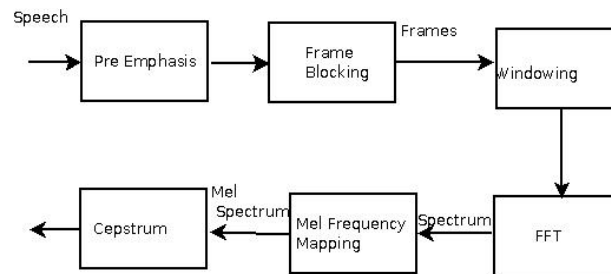 Speech
Pre Emphasis
Frame
Blocking
Frames
Windowing
FFT
Spectrum
Mel Frequency
Mapping
Mel
Spectrum
Cepstrum